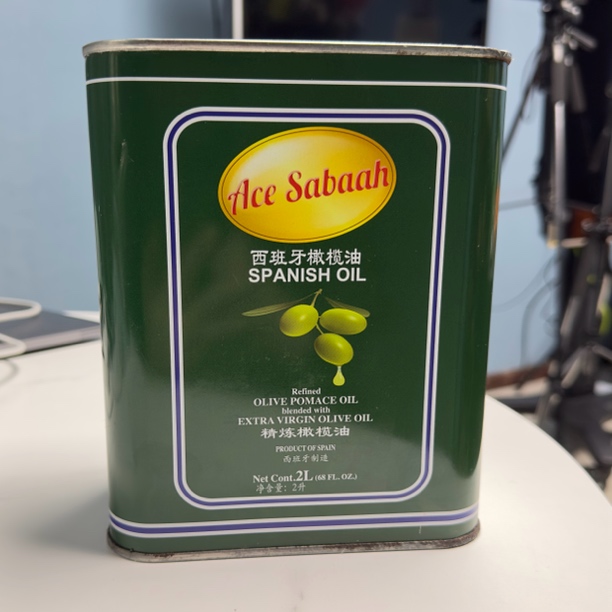 Ace Sabaah
西班牙橄榄油
SPANISH OIL
Refined
OLIVE POMACE OIL
blended with
EXTRA VIRGIN OLIVE OIL
精炼橄榄油
PRODUCT OF SPAIN
西班牙制造
Net Cont.2L (68 FL. OZ.)
净含量: 2升